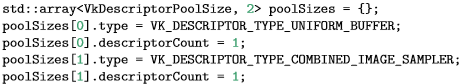 std::array<VkDescriptorPoolSize, 2> poolSizes = {};
poolSizes[0].type = VK_DESCRIPTOR_TYPE_UNIFORM_BUFFER;
poolSizes[0].descriptorCount = 1;
poolSizes[1].type = VK_DESCRIPTOR_TYPE_COMBINED_IMAGE_SAMPLER;
poolSizes[1].descriptorCount = 1;